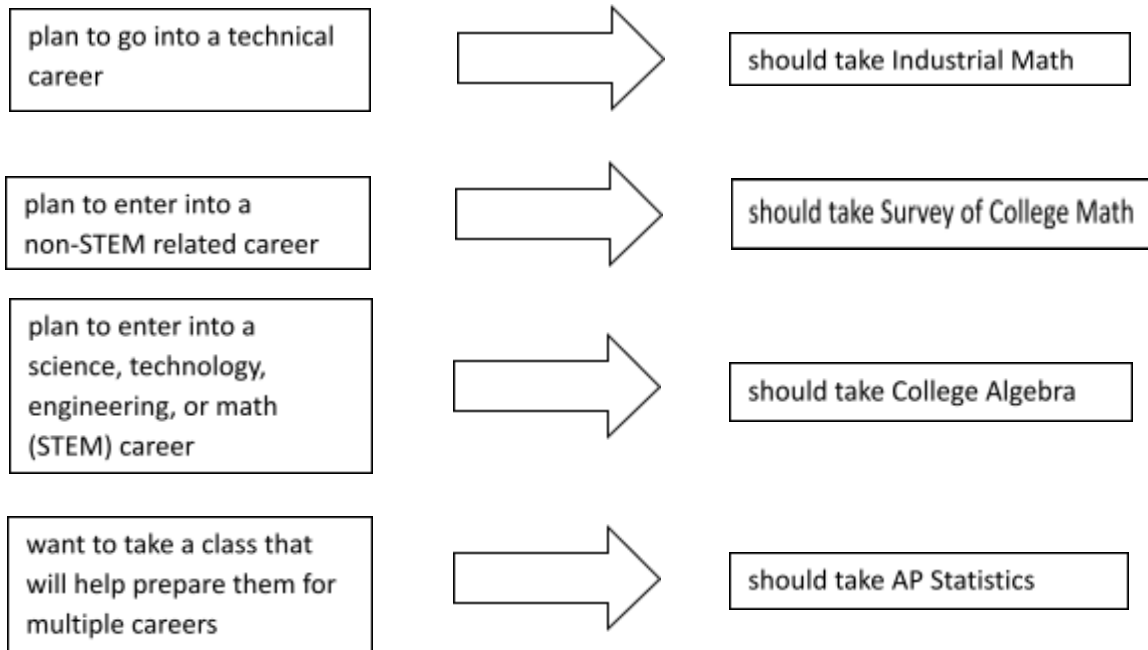 plan to go into a technical
career
should take Industrial Math
plan to enter into a
non-STEM related career
should take Survey of College Math
plan to enter into a
science, technology,
engineering, or math
(STEM) career
should take College Algebra
want to take a class that
will help prepare them for
multiple careers
should take AP Statistics